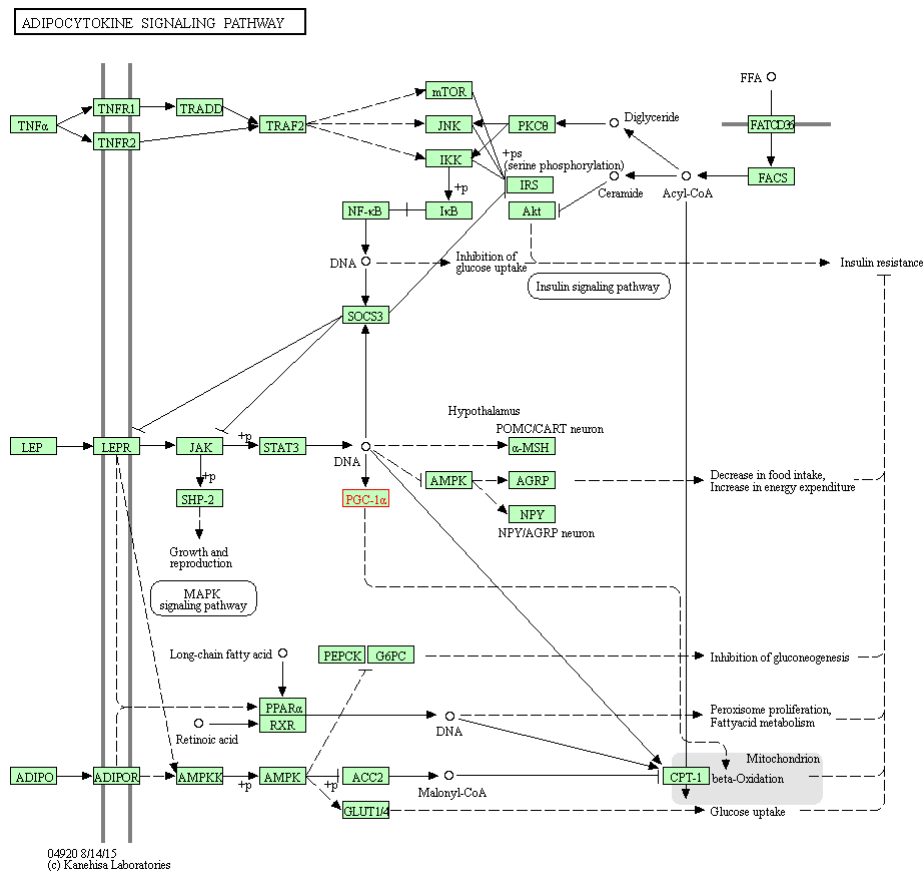 ADIPOCYTOKINE SIGNALING PATHWAY
FFA
TNFα
TNFR1
TNFR2
TRADD
TRAF2
mTOR
JNK
IKK
PKCθ
Diglyceride
FATCD36
+ps
(serine phosphorylation)
IRS
Ceramide
Acyl-CoA
FACS
+p
NF-κB
IκB
Akt
DNA
Inhibition of
glucose uptake
Insulin signaling pathway
Insulin resistance
SOCS3
Hypothalamus
POMC/CART neuron
LEP
LEPR
JAK
+p
STAT3
DNA
α-MSH
+p
SHP-2
PGC-1α
AMPK
AGRP
NPY
NPY/AGRP neuron
Decrease in food intake,
Increase in energy expenditure
Growth and
reproduction
MAPK
signaling pathway
Long-chain fatty acid
PEPCK
G6PC
Inhibition of gluconeogenesis
PPARα
RXR
Retinoic acid
DNA
Peroxisome proliferation,
Fattyacid metabolism
Mitochondrion
ADIPO
ADIPOR
AMPKK
+p
AMPK
+p
ACC2
Malonyl-CoA
CPT-1
beta-Oxidation
GLUT1/4
Glucose uptake
04920 8/14/15
(c) Kanehisa Laboratories